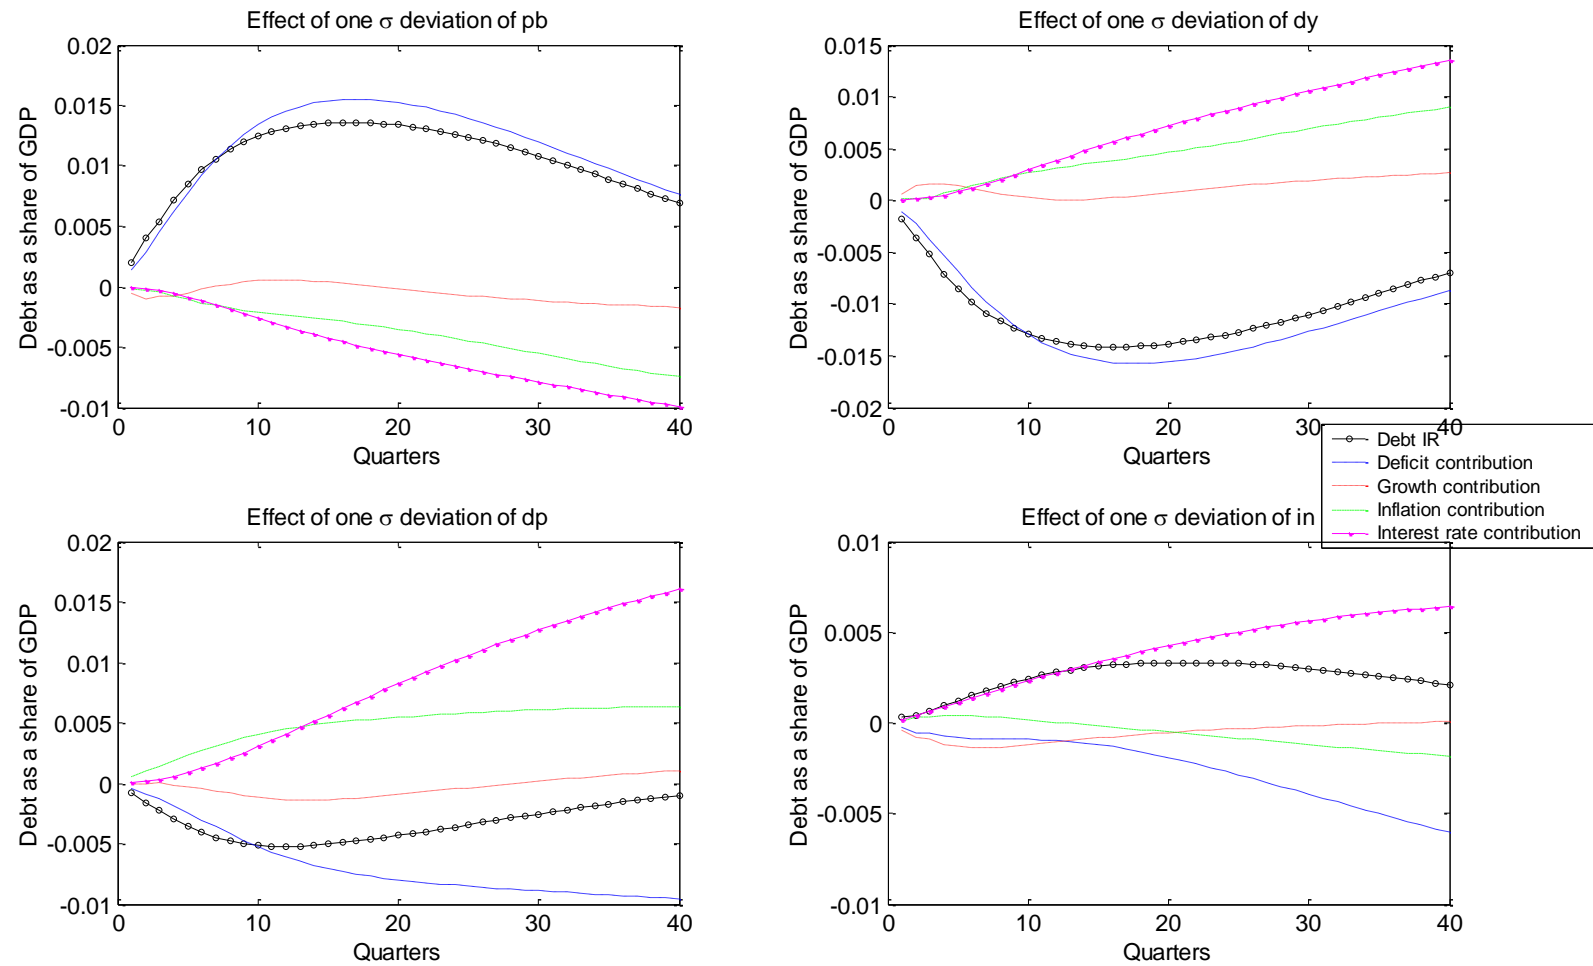 Effect of one σ deviation of pb
0.02
0.015
0.01
0.005
0
-0.005
-0.01
Debt as a share of GDP
0
10
20
30
40
Quarters
Effect of one σ deviation of dy
0.015
0.01
0.005
0
-0.005
-0.01
-0.015
-0.02
Debt as a share of GDP
0
10
20
30
40
Quarters
Debt IR
Deficit contribution
Growth contribution
Inflation contribution
Interest rate contribution
Effect of one σ deviation of dp
0.02
0.015
0.01
0.005
0
-0.005
-0.01
Debt as a share of GDP
0
10
20
30
40
Quarters
Effect of one σ deviation of in
0.01
0.005
0
-0.005
-0.01
Debt as a share of GDP
0
10
20
30
40
Quarters